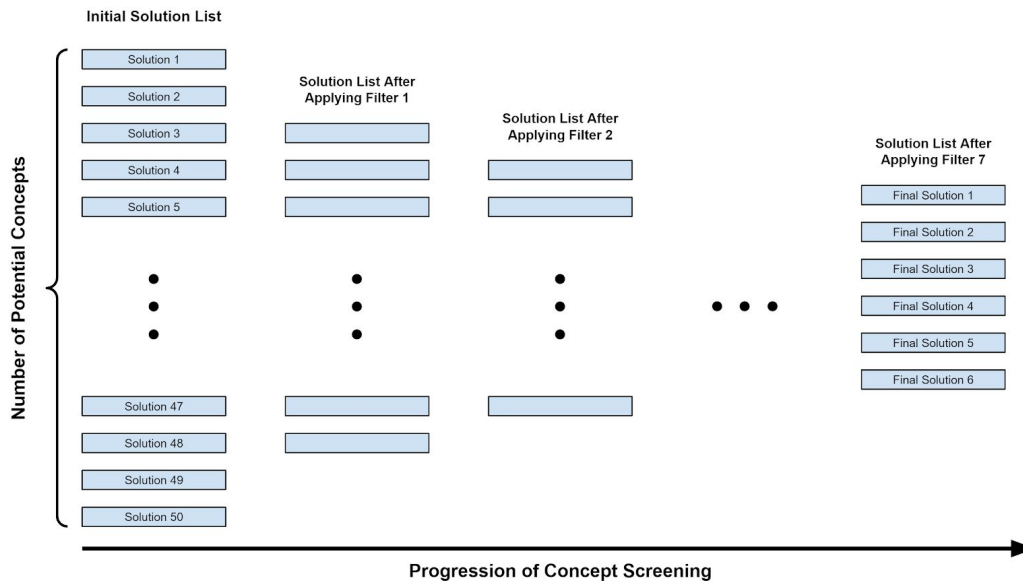 Initial Solution List
Solution 1
Solution 2
Solution 3
Solution 4
Solution 5
Solution 47
Solution 48
Solution 49
Solution 50
Solution List After
Applying Filter 1
Solution List After
Applying Filter 2
Solution List After
Applying Filter 7
Final Solution 1
Final Solution 2
Final Solution 3
Final Solution 4
Final Solution 5
Final Solution 6
Number of Potential Concepts
Progression of Concept Screening